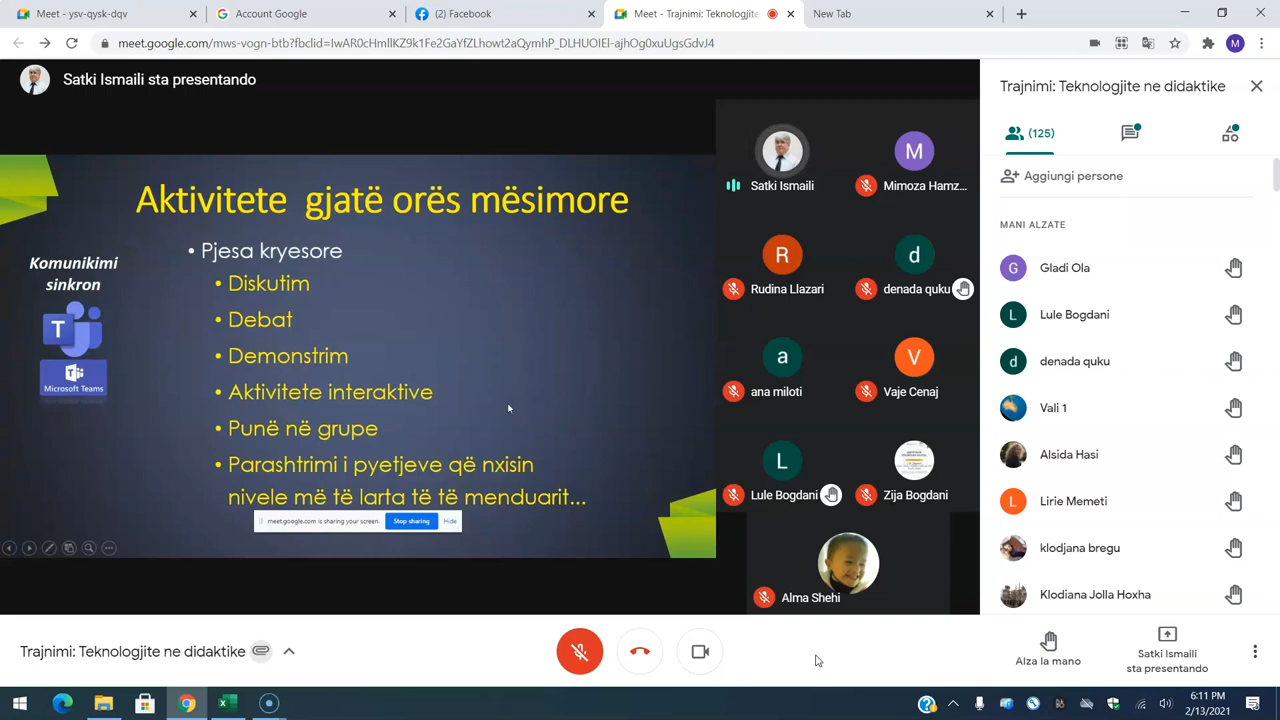 Meet - ysv-qysk-dqv
Account Google
(2) Facebook
Meet - Trajnimi: Teknologjitë
New Tab
meet.google.com/mws-vogn-btb?fbclid=
M
Satki Ismaili sta presentando
Aktivitete gjatë orës mësimore
Komunikimi
sinkron
T
Microsoft Teams
• Pjesa kryesore
• Diskutim
• Debat
• Demonstrim
• Aktivitete interaktive
• Punë në grupe
• Parashtrimi i pyetjeve që nxisin
nivele më të larta të të menduarit...
meet.google.com is sharing your screen.
Stop sharing
Hide
Satki Ismaili
M
Mimoza Hamz...
R
Rudina Llazari
d
denada quku
a
ana miloti
V
Vaje Cenaj
L
Lule Bogdani
Zija Bogdani
Alma Shehi
Trajnimi: Teknologjite ne didaktike
(125)
Aggiungi persone
MANI ALZATE
G
Gladi Ola
L
Lule Bogdani
d
denada quku
Vali 1
Alsida Hasi
L
Lirie Memeti
klodjana bregu
Klodiana Jolla Hoxha
Trajnimi: Teknologjite ne didaktike
Alza la mano
Satki Ismaili
sta presentando
6:11 PM
2/13/2021